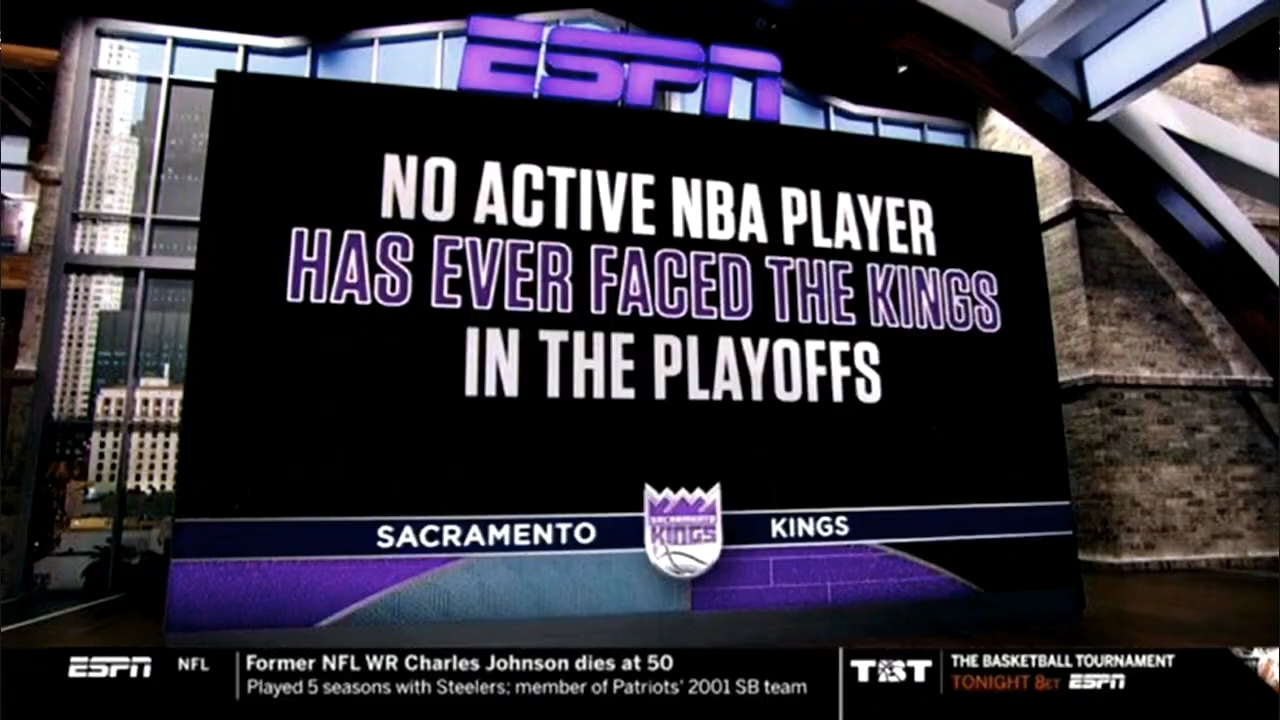 ESPN
NO ACTIVE NBA PLAYER
HAS EVER FACED THE KINGS
IN THE PLAYOFFS
SACRAMENTO
SACRAMENTO
KINGS
KINGS
ESPN NFL
Former NFL WR Charles Johnson dies at 50
Played 5 seasons with Steelers; member of Patriots' 2001 SB team
TBT
THE BASKETBALL TOURNAMENT
TONIGHT 8ET ESPN